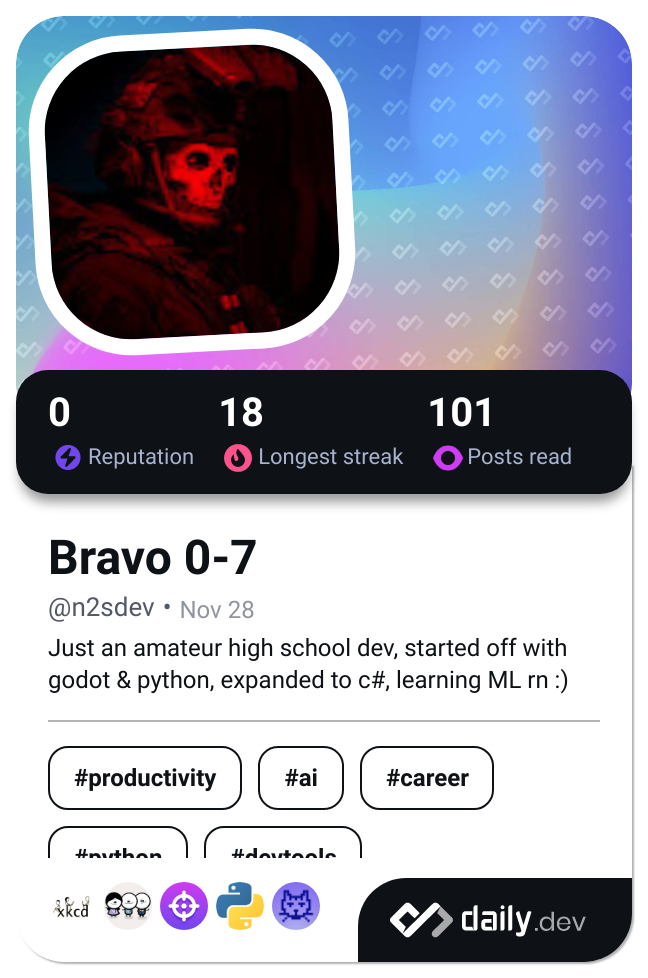 0 18 101
Reputation Longest streak Posts read
Bravo 0-7
@n2sdev • Nov 28
Just an amateur high school dev, started off with
godot & python, expanded to c#, learning ML rn :)
#productivity #ai #career
#python #devtools
xkcd
daily.dev